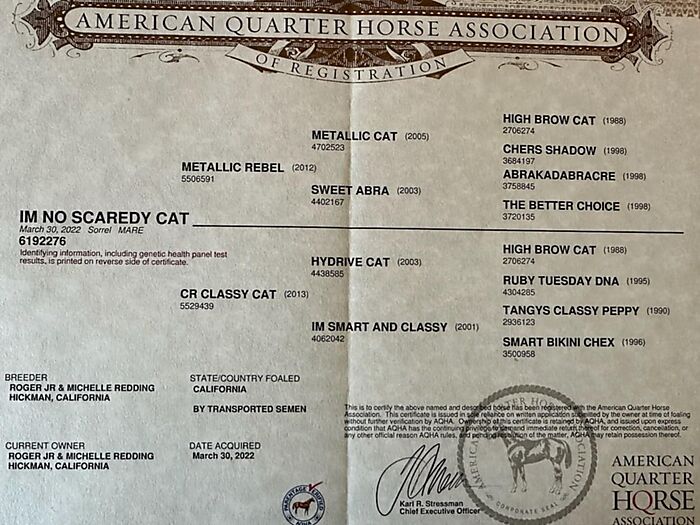 AMERICAN QUARTER HORSE ASSOCIATION
OF REGISTRATION
HIGH BROW CAT (1988)
2706274
METALLIC CAT (2005)
4702523
CHERS SHADOW (1998)
3684197
METALLIC REBEL (2012)
5506591
ABRAKADABRACRE (1998)
3758845
SWEET ABRA (2003)
4402167
THE BETTER CHOICE (1998)
3720135
IM NO SCAREDY CAT
March 30, 2022 Sorrel MARE
6192276
Identifying information, including genetic health panel test
results, is printed on reverse side of certificate.
HIGH BROW CAT (1988)
2706274
HYDRIVE CAT (2003)
4438585
RUBY TUESDAY DNA (1995)
4304285
CR CLASSY CAT (2013)
5529439
TANGYS CLASSY PEPPY (1990)
2936123
IM SMART AND CLASSY (2001)
4062042
SMART BIKINI CHEX (1996)
3500958
BREEDER
ROGER JR & MICHELLE REDDING
HICKMAN, CALIFORNIA
STATE/COUNTRY FOALED
CALIFORNIA
BY TRANSPORTED SEMEN
CURRENT OWNER
ROGER JR & MICHELLE REDDING
HICKMAN, CALIFORNIA
DATE ACQUIRED
March 30, 2022
This is to certify the above named and described horse has been registered with the American Quarter Horse
Association. This certificate is issued in sole reliance on written application submitted by the owner at time of foaling
without further verification by AQHA. Ownership of this certificate is retained by AQHA, and issued upon express
condition that AQHA has the continuing privilege to demand immediate return thereof for correction, cancellation, or
any other official reason AQHA rules, and pending resolution of the matter, AQHA may retain possession thereof.
Karl R. Stressman
Chief Executive Officer
AMERICAN QUARTER HORSE ASSOCIATION
CORPORATE SEAL
PARENTAGE VERIFIED
AQHA
AMERICAN
QUARTER
HORSE
ASSOCIATION